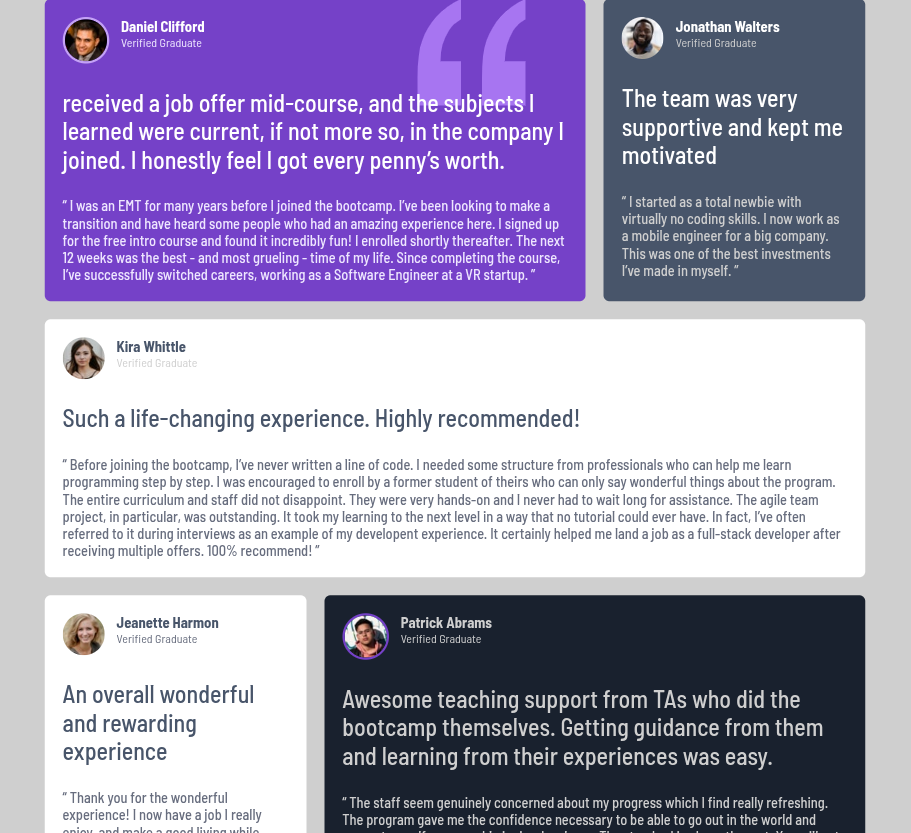 Daniel Clifford
Verified Graduate
received a job offer mid-course, and the subjects I
learned were current, if not more so, in the company I
joined. I honestly feel I got every penny’s worth.
“ I was an EMT for many years before I joined the bootcamp. I’ve been looking to make a
transition and have heard some people who had an amazing experience here. I signed up
for the free intro course and found it incredibly fun! I enrolled shortly thereafter. The next
12 weeks was the best - and most grueling - time of my life. Since completing the course,
I’ve successfully switched careers, working as a Software Engineer at a VR startup. ”
Jonathan Walters
Verified Graduate
The team was very
supportive and kept me
motivated
“ I started as a total newbie with
virtually no coding skills. I now work as
a mobile engineer for a big company.
This was one of the best investments
I’ve made in myself. ”
Kira Whittle
Verified Graduate
Such a life-changing experience. Highly recommended!
“ Before joining the bootcamp, I’ve never written a line of code. I needed some structure from professionals who can help me learn
programming step by step. I was encouraged to enroll by a former student of theirs who can only say wonderful things about the program.
The entire curriculum and staff did not disappoint. They were very hands-on and I never had to wait long for assistance. The agile team
project, in particular, was outstanding. It took my learning to the next level in a way that no tutorial could ever have. In fact, I’ve often
referred to it during interviews as an example of my developent experience. It certainly helped me land a job as a full-stack developer after
receiving multiple offers. 100% recommend! ”
Jeanette Harmon
Verified Graduate
An overall wonderful
and rewarding
experience
“ Thank you for the wonderful
experience! I now have a job I really
enjoy, and make a good living while
Patrick Abrams
Verified Graduate
Awesome teaching support from TAs who did the
bootcamp themselves. Getting guidance from them
and learning from their experiences was easy.
“ The staff seem genuinely concerned about my progress which I find really refreshing.
The program gave me the confidence necessary to be able to go out in the world and